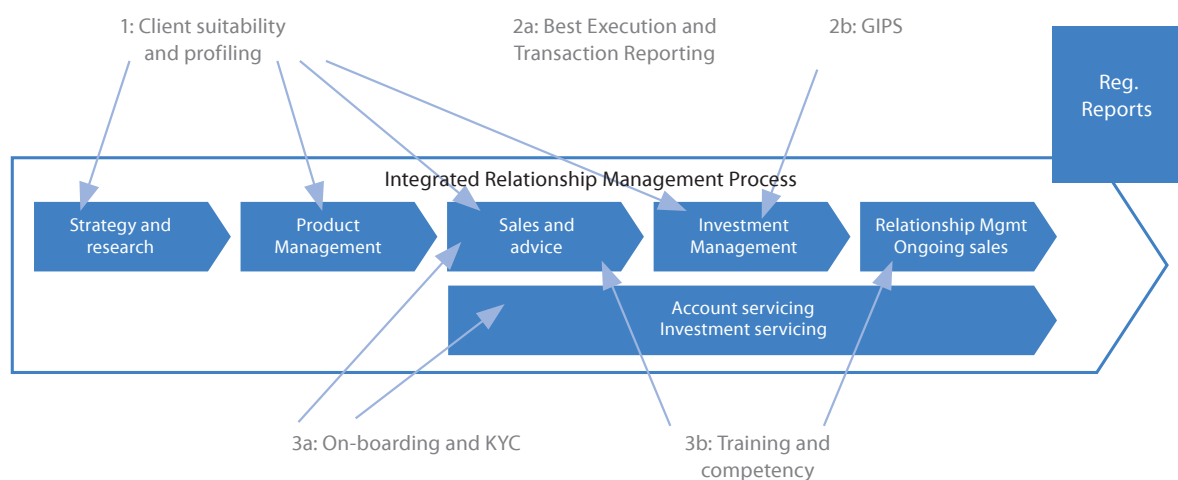 1: Client suitability
and profiling
2a: Best Execution and
Transaction Reporting
2b: GIPS
Reg.
Reports
Integrated Relationship Management Process
Strategy and
research
Product
Management
Sales and
advice
Investment
Management
Relationship Mgmt
Ongoing sales
Account servicing
Investment servicing
3a: On-boarding and KYC
3b: Training and
competency